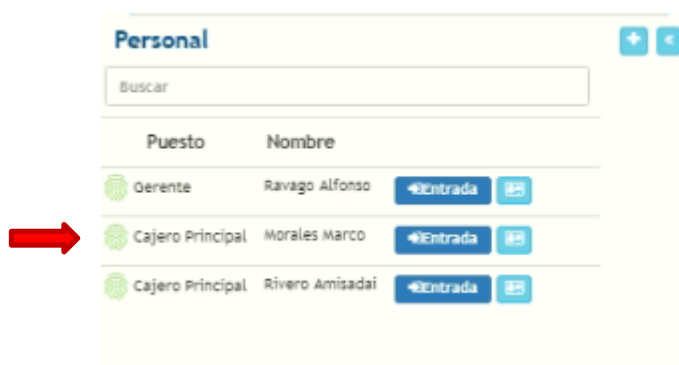 Personal
Buscar
Puesto Nombre
Gerente Ravago Alfonso Entrada
Cajero Principal Morales Marco Entrada
Cajero Principal Rivero Amisadai Entrada